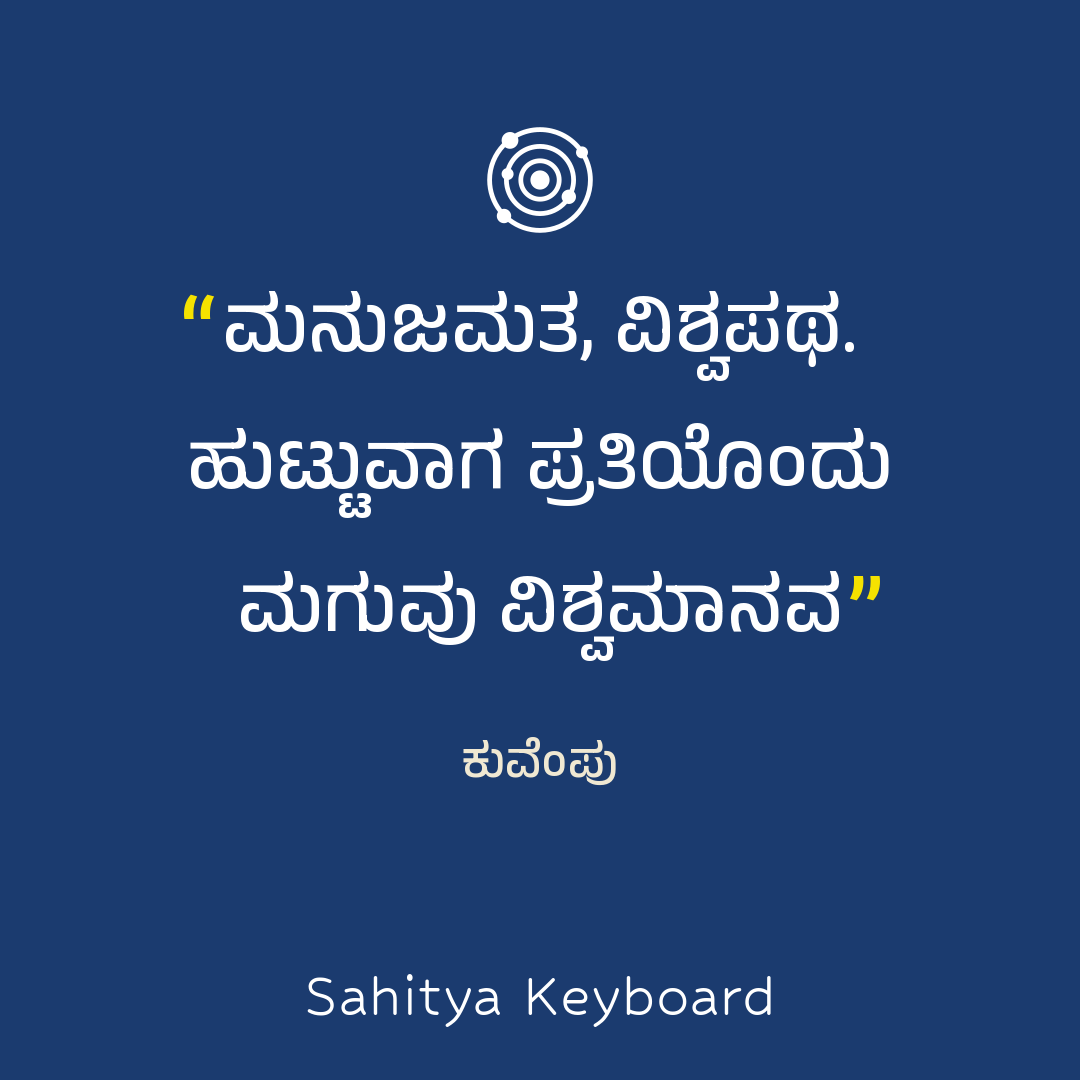 “ಮನುಜಮತ, ವಿಶ್ವಪಥ.
ಹುಟ್ಟುವಾಗ ಪ್ರತಿಯೊಂದು
ಮಗುವು ವಿಶ್ವಮಾನವ”
ಕುವೆಂಪು
Sahitya Keyboard